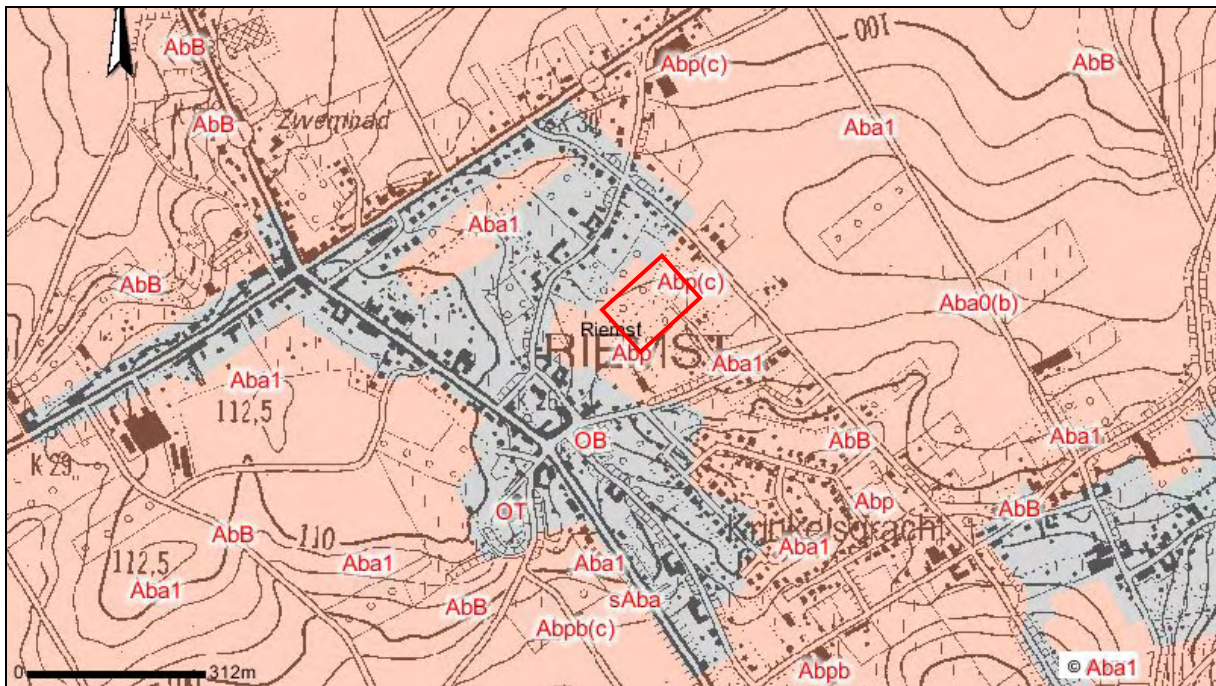 AbB
Abp(c)
100
AbB
AbB
Zwembad
Aba1
Aba1
AbB
Abp(c)
Aba0(b)
Riemst
RIEMST
Abp
Aba1
Aba1
112,5
OB
AbB
Aba1
K 29
OT
Abp
AbB
AbB
110
Krinkelsgracht
112,5
Aba1
Aba1
Aba1
Aba1
AbB
sAba
Abpb(c)
0 312m
Abpb
© Aba1